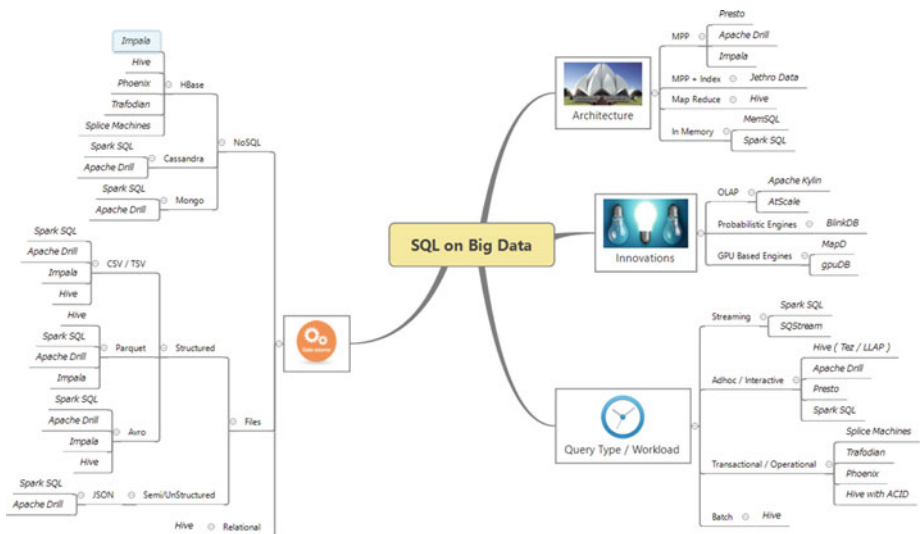 SQL on Big Data
Architecture
MPP
Presto
Apache Drill
Impala
MPP + Index
Jethro Data
Map Reduce
Hive
In Memory
MemSQL
Spark SQL
Innovations
OLAP
Apache Kylin
AtScale
Probabilistic Engines
BlinkDB
GPU Based Engines
MapD
gpuDB
Query Type / Workload
Streaming
Spark SQL
SQStream
Adhoc / Interactive
Hive ( Tez / LLAP )
Apache Drill
Presto
Spark SQL
Transactional / Operational
Splice Machines
Trafodian
Phoenix
Hive with ACID
Batch
Hive
Data source
NoSQL
HBase
Impala
Hive
Phoenix
Trafodian
Splice Machines
Cassandra
Spark SQL
Apache Drill
Mongo
Spark SQL
Apache Drill
Files
Structured
CSV / TSV
Spark SQL
Apache Drill
Impala
Hive
Parquet
Hive
Spark SQL
Apache Drill
Impala
Avro
Spark SQL
Apache Drill
Impala
Hive
Semi/UnStructured
JSON
Spark SQL
Apache Drill
Relational
Hive